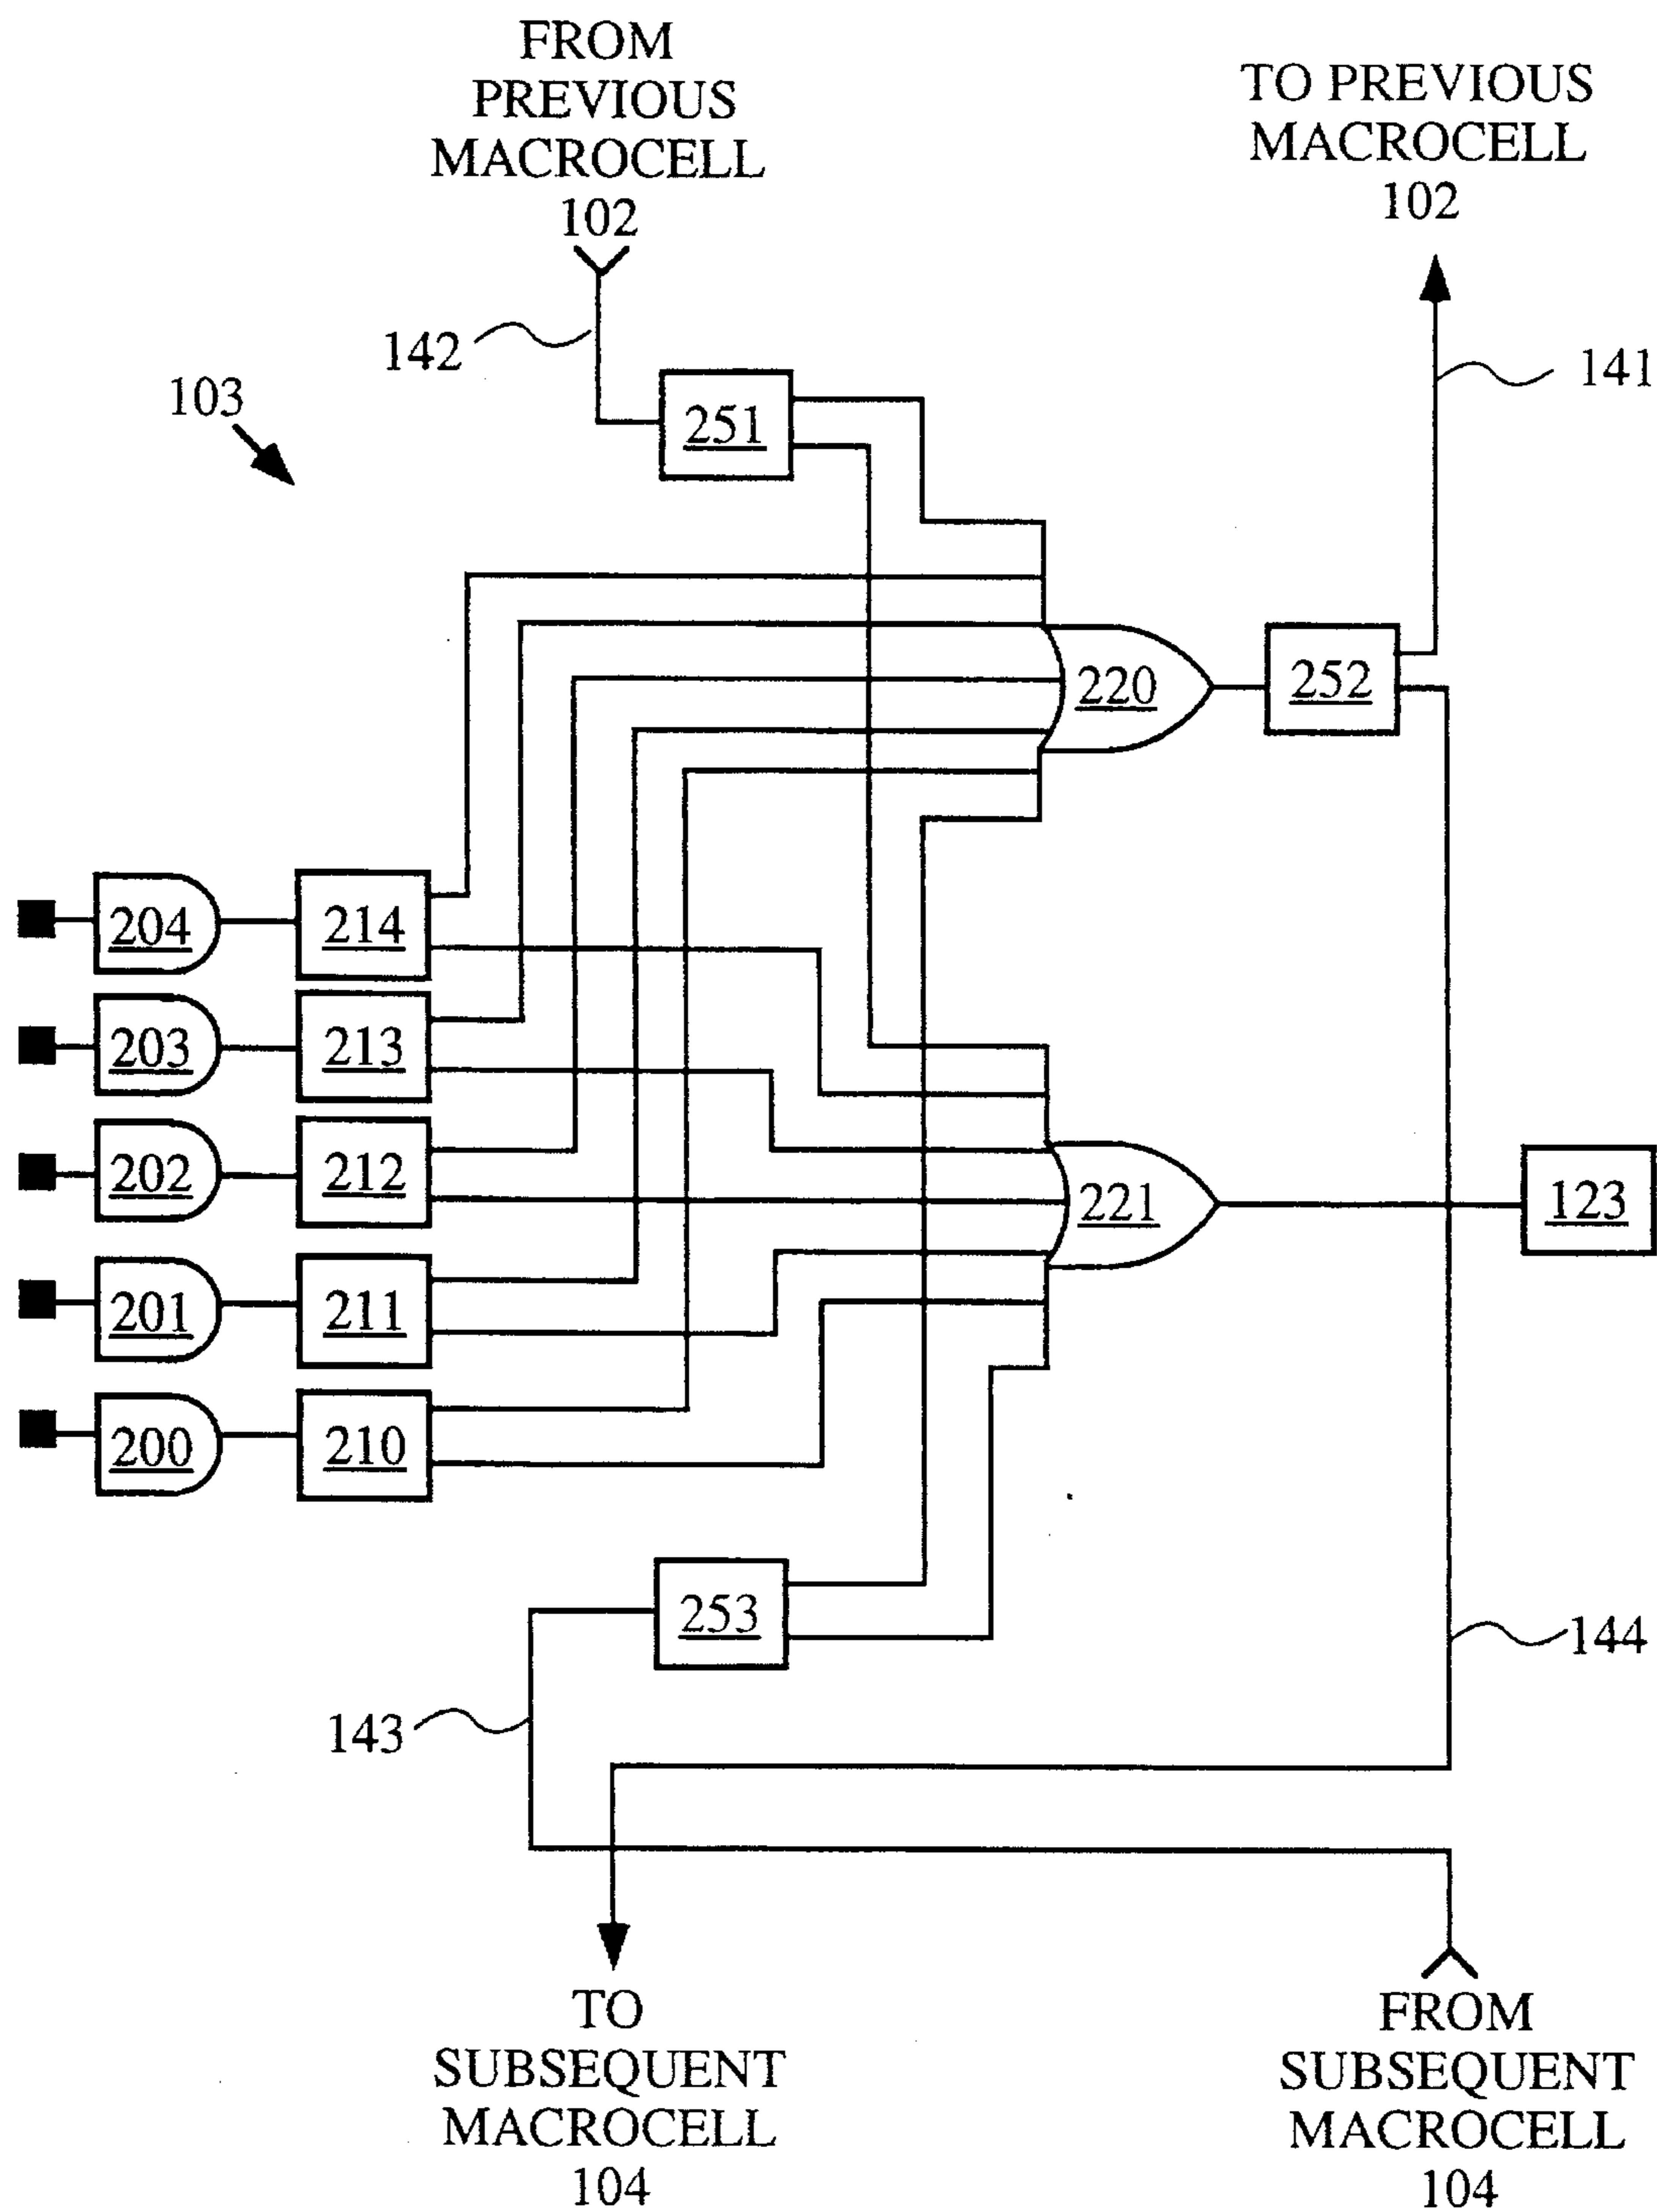 FROM
PREVIOUS
MACROCELL
102
TO PREVIOUS
MACROCELL
102
142
141
103
251
220
252
204
214
203
213
202
212
221
123
201
211
200
210
253
144
143
TO
SUBSEQUENT
MACROCELL
104
FROM
SUBSEQUENT
MACROCELL
104